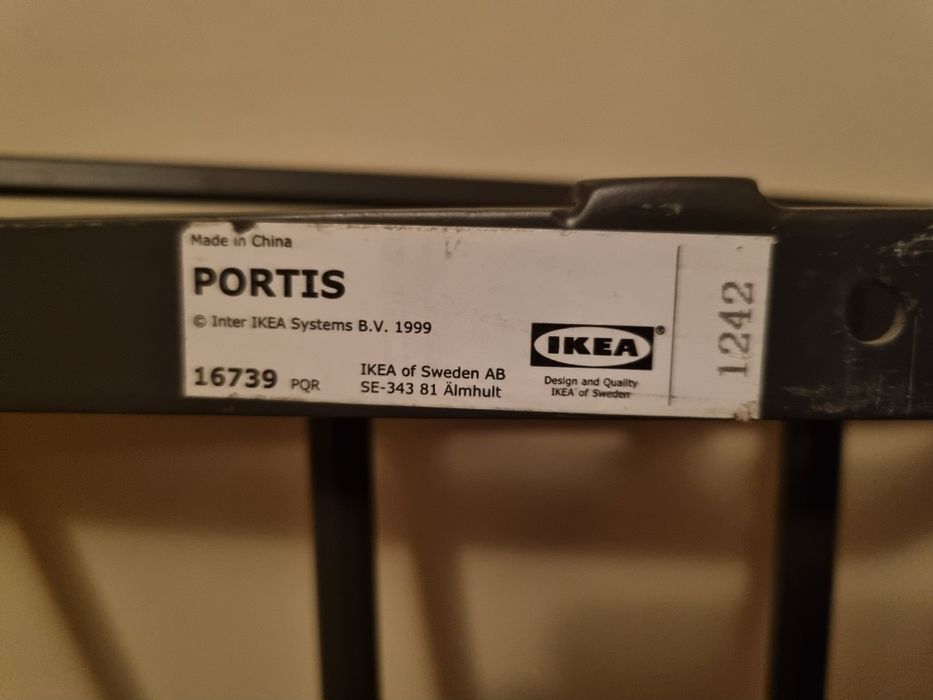 Made in China
PORTIS
© Inter IKEA Systems B.V. 1999
16739 PQR
IKEA of Sweden AB
SE-343 81 Älmhult
IKEA®
Design and Quality
IKEA of Sweden
1242